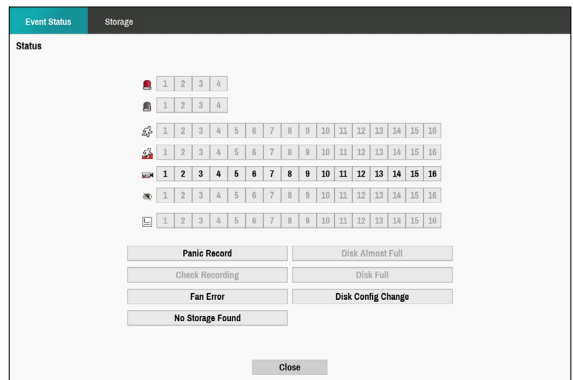 Event Status Storage
Status
1 2 3 4
1 2 3 4
1 2 3 4 5 6 7 8 9 10 11 12 13 14 15 16
1 2 3 4 5 6 7 8 9 10 11 12 13 14 15 16
1 2 3 4 5 6 7 8 9 10 11 12 13 14 15 16
1 2 3 4 5 6 7 8 9 10 11 12 13 14 15 16
1 2 3 4 5 6 7 8 9 10 11 12 13 14 15 16
Panic Record Disk Almost Full
Check Recording Disk Full
Fan Error Disk Config Change
No Storage Found
Close